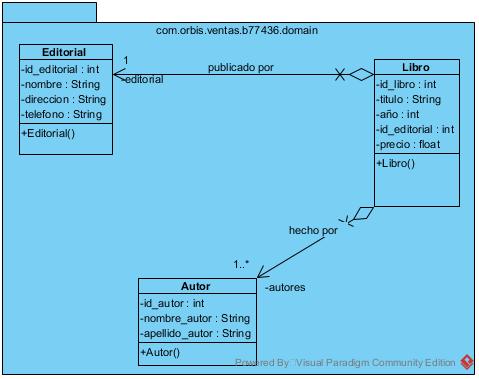 com.orbis.ventas.b77436.domain
Editorial
-id_editorial : int
-nombre : String
-direccion : String
-telefono : String
+Editorial()
1
-editorial
publicado por
Libro
-id_libro : int
-titulo : String
-año : int
-id_editorial : int
-precio : float
+Libro()
hecho por
1..*
-autores
Autor
-id_autor : int
-nombre_autor : String
-apellido_autor : String
+Autor()
Powered By Visual Paradigm Community Edition